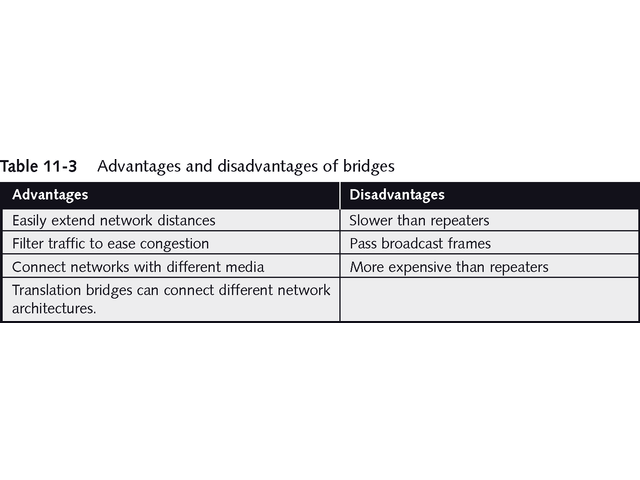 Table 11-3 Advantages and disadvantages of bridges
Advantages Disadvantages
Easily extend network distances Slower than repeaters
Filter traffic to ease congestion Pass broadcast frames
Connect networks with different media More expensive than repeaters
Translation bridges can connect different network
architectures.